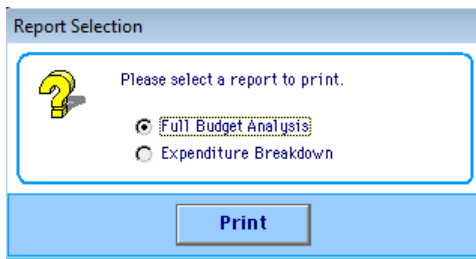 Report Selection
Please select a report to print.
Full Budget Analysis
Expenditure Breakdown
Print